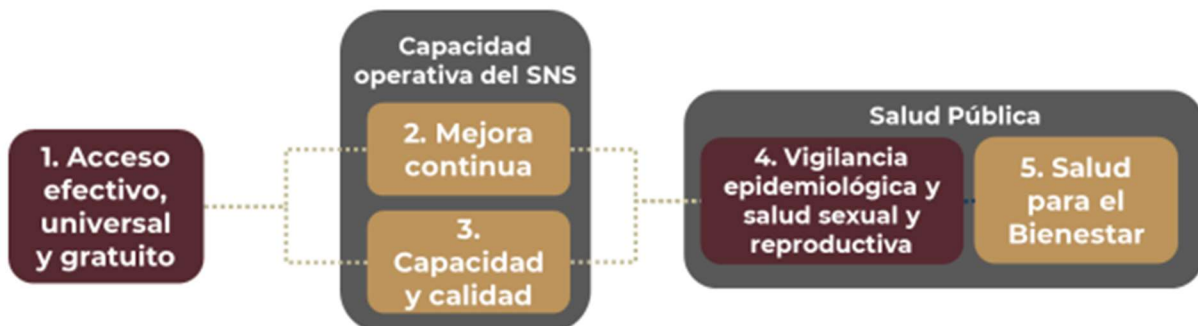 1. Acceso
efectivo,
universal
y gratuito
Capacidad
operativa del SNS
2. Mejora
continua
3.
Capacidad
y calidad
Salud Pública
4. Vigilancia
epidemiológica y
salud sexual y
reproductiva
5. Salud
para el
Bienestar